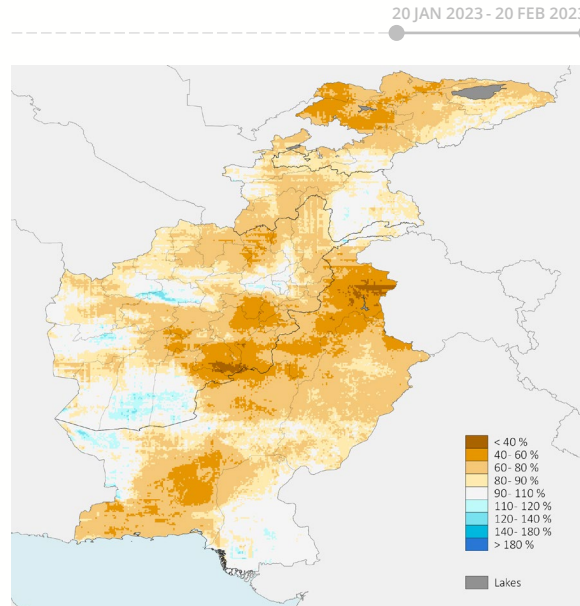 20 JAN 2023 - 20 FEB 2023
< 40 %
40- 60 %
60- 80 %
80- 90 %
90- 110 %
110- 120 %
120- 140 %
140- 180 %
> 180 %
Lakes